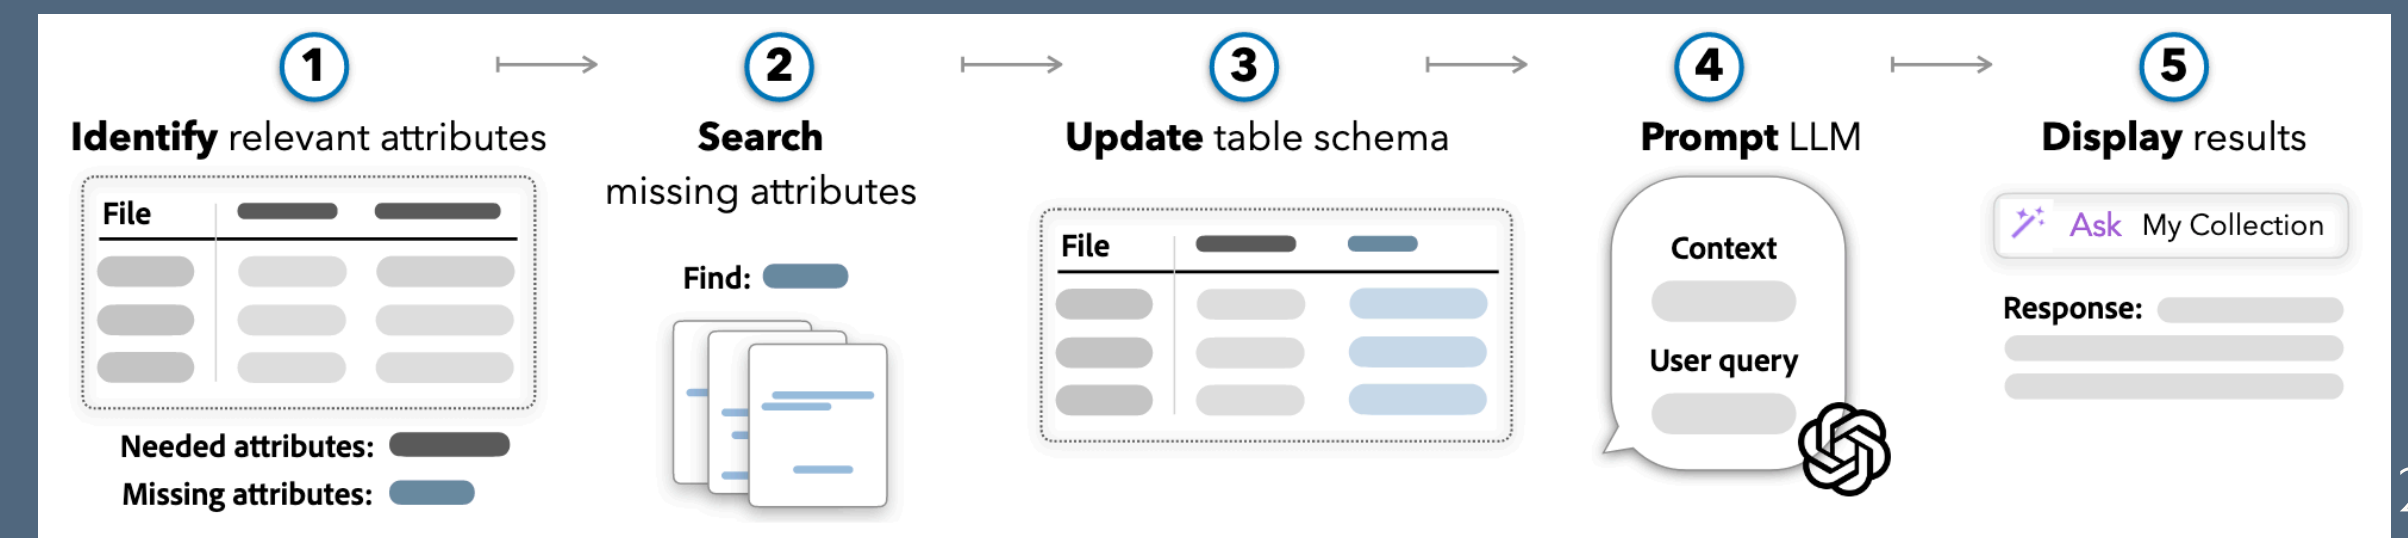 1
2
3
4
5
Identify relevant attributes
File
Needed attributes:
Missing attributes:
Search
missing attributes
Find:
Update table schema
File
Prompt LLM
Context
User query
Display results
Ask My Collection
Response: